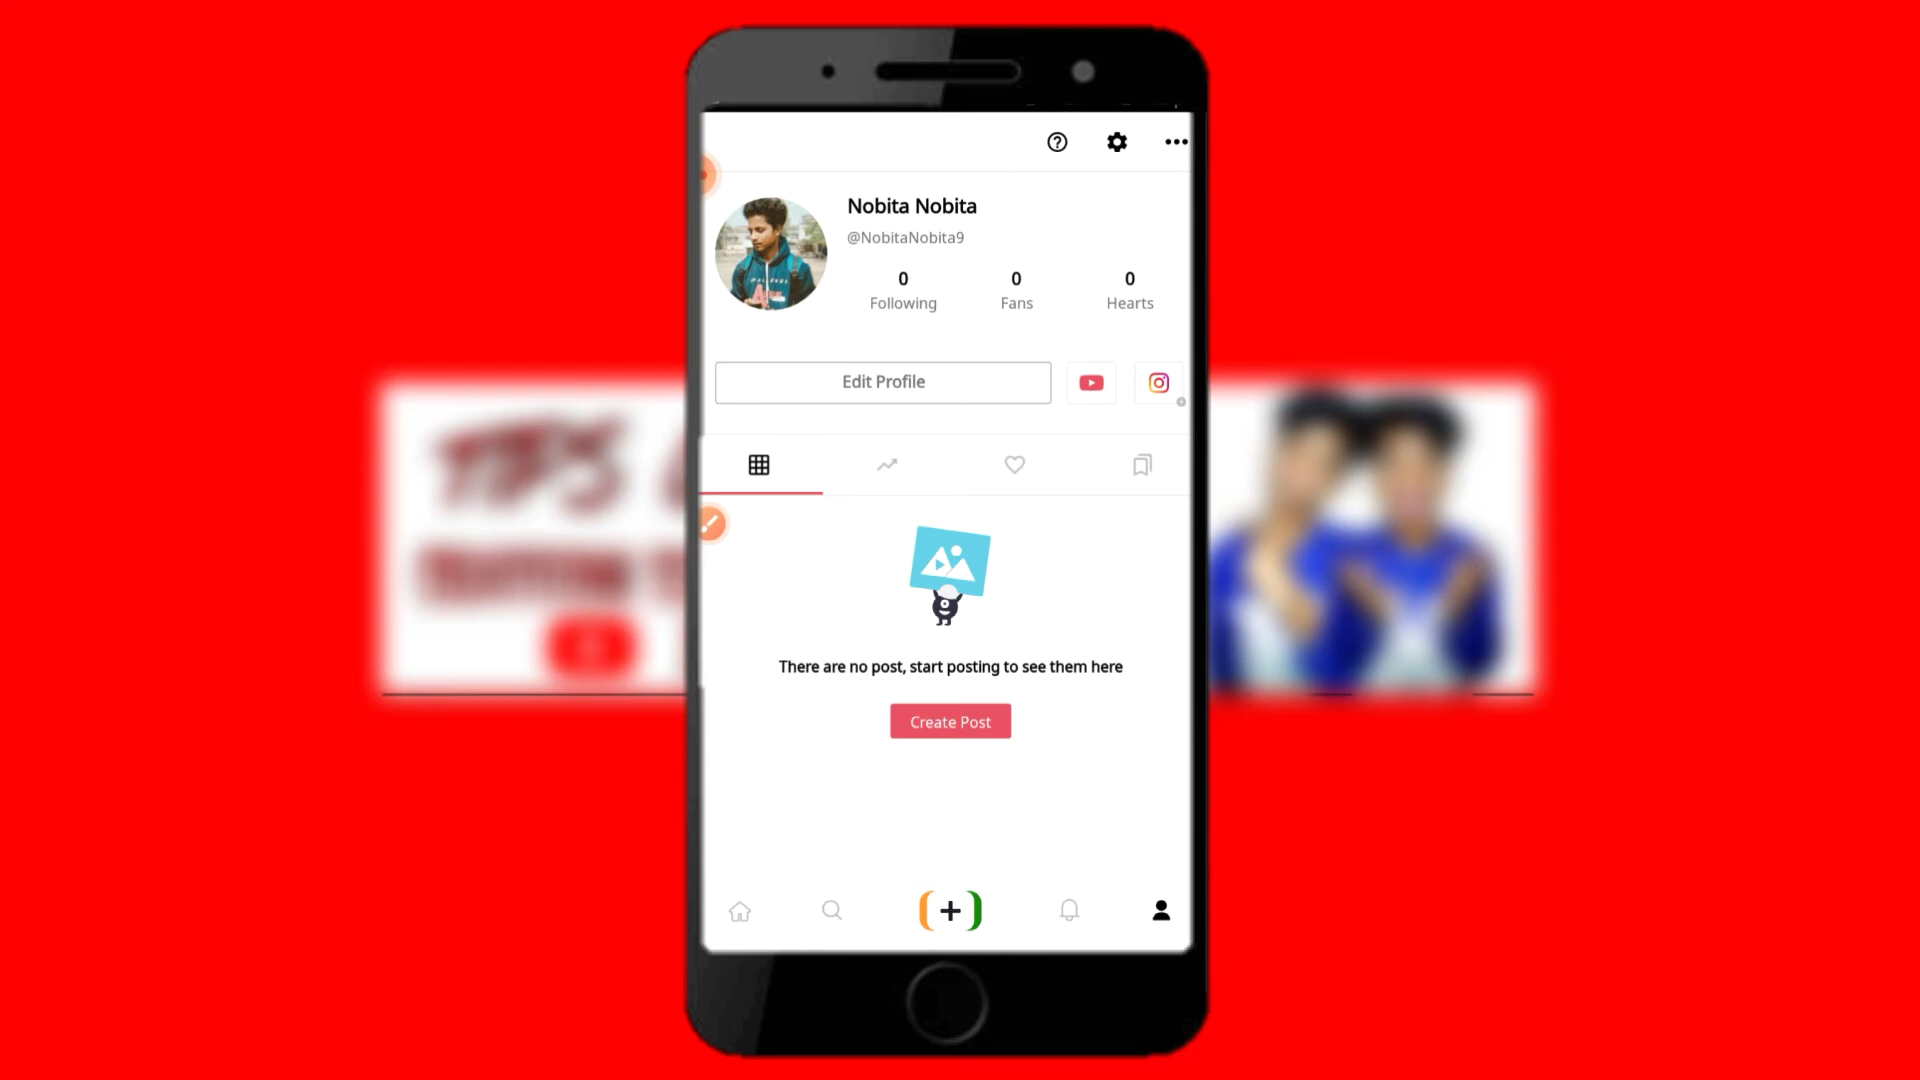 Nobita Nobita
@NobitaNobita9
0 0 0
Following Fans Hearts
Edit Profile
There are no post, start posting to see them here
Create Post
TIPS